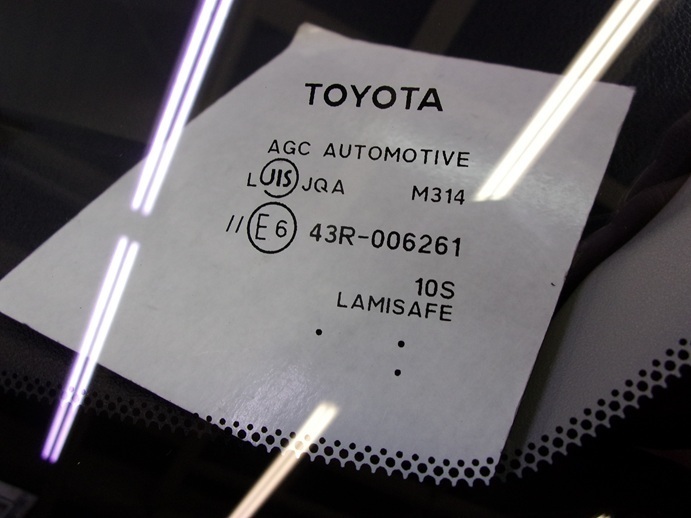 TOYOTA
AGC AUTOMOTIVE
L JIS JQA M314
// E6 43R-006261
10S
LAMISAFE